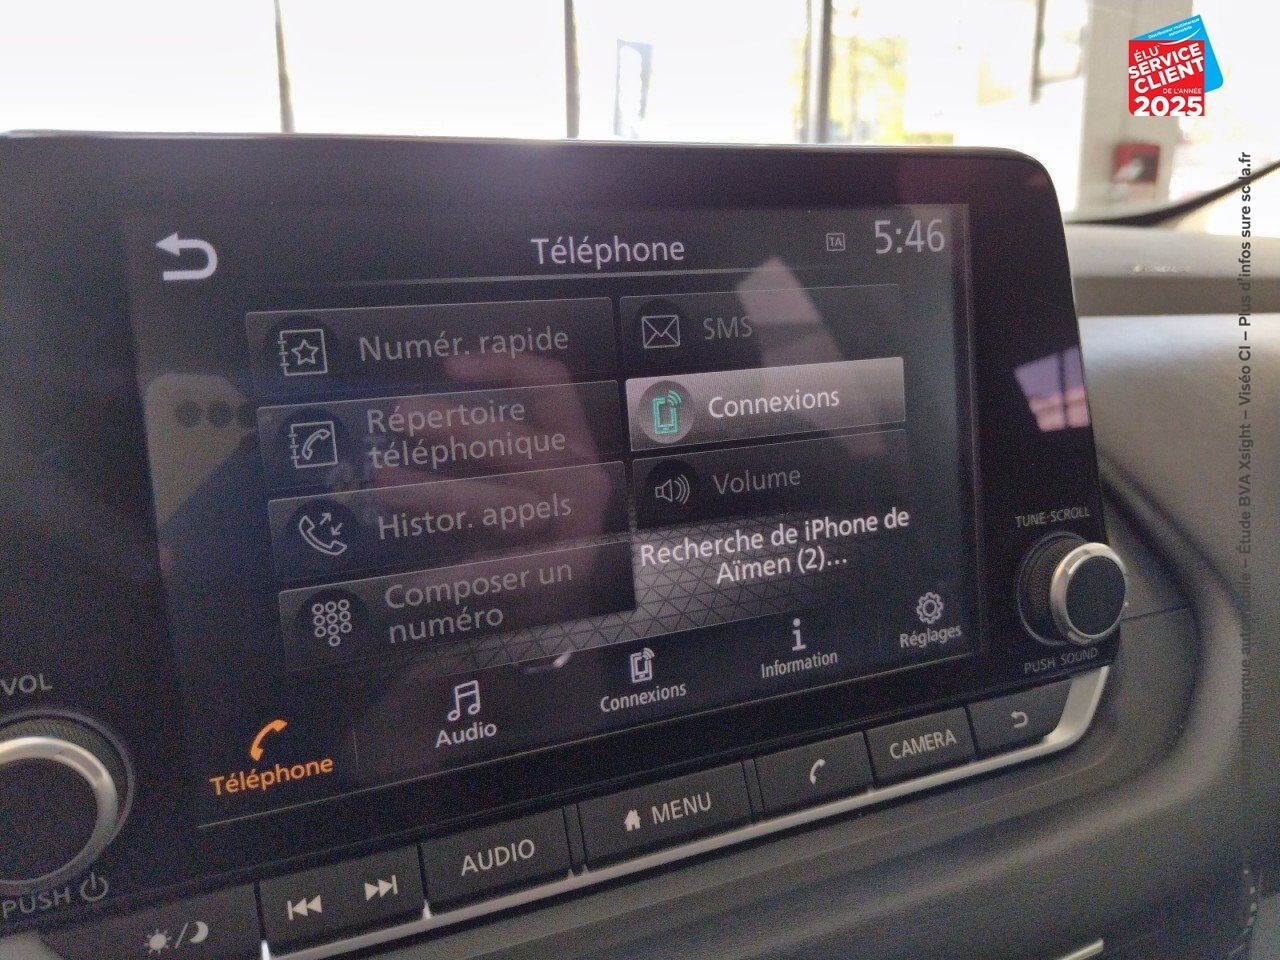 ÉLU
SERVICE
CLIENT
DE L'ANNÉE
2025
Téléphone
TA
5:46
Numér. rapide
SMS
Répertoire
téléphonique
Connexions
Histor. appels
Volume
Composer un
numéro
Recherche de iPhone de
Aïmen (2)...
Téléphone
Audio
Connexions
Information
Réglages
TUNE·SCROLL
PUSH SOUND
VOL
PUSH
AUDIO
MENU
CAMERA
– Étude BVA Xsight – Viséo CI – Plus d'infos sure